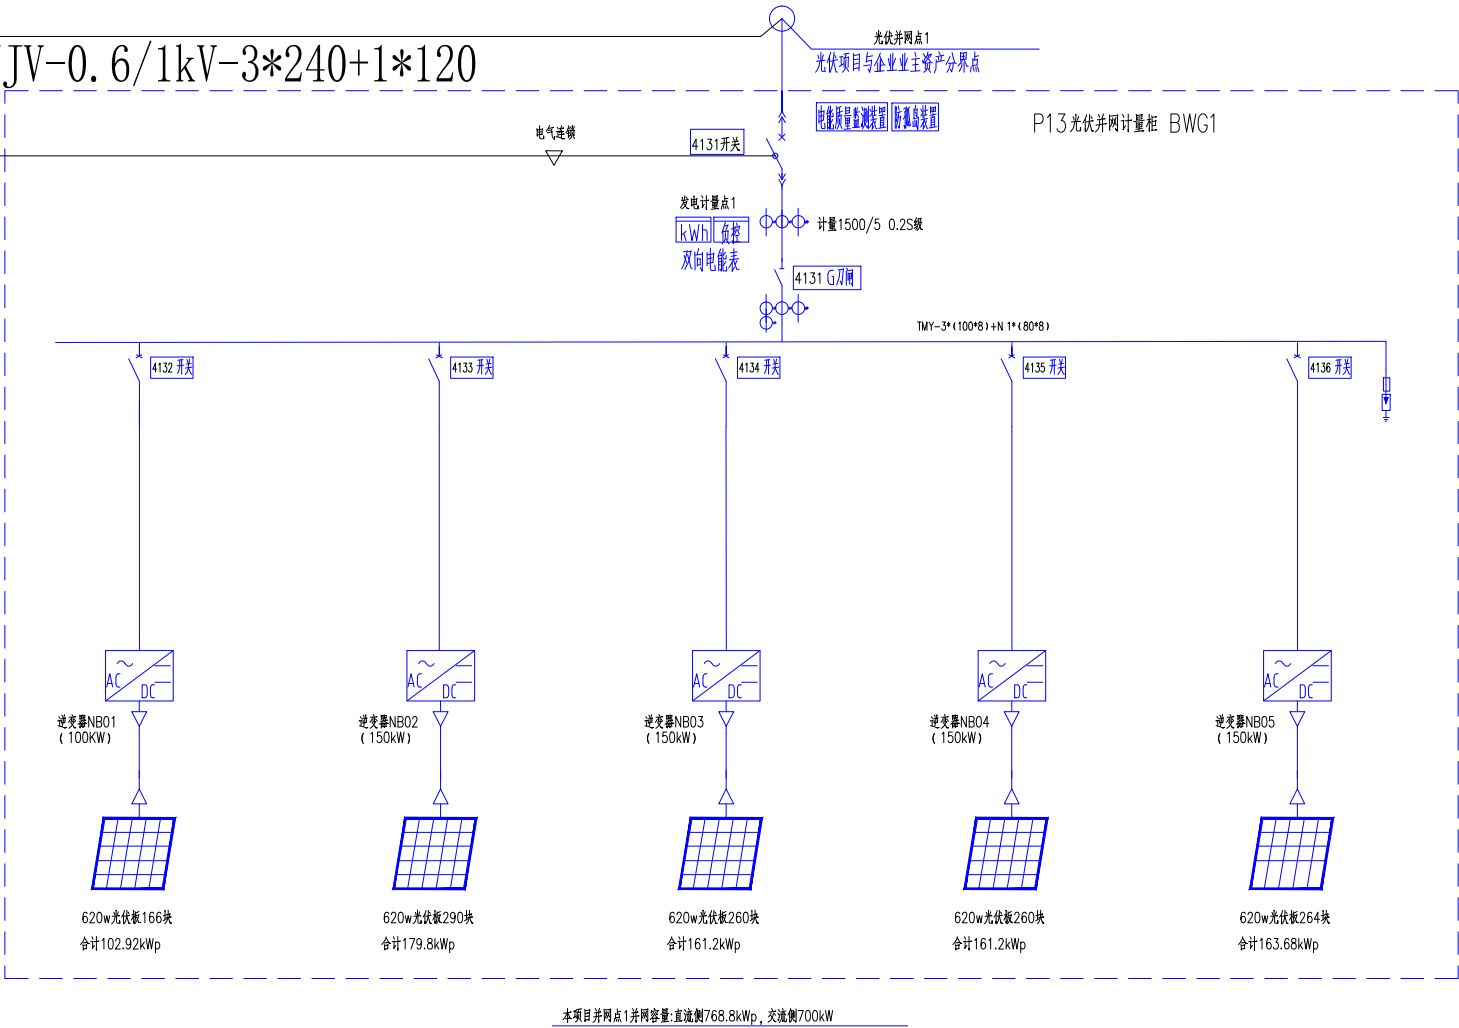 光伏并网点1
JV-0.6/1kV-3*240+1*120
光伏项目与企业业主资产分界点
电能质量监测装置 防孤岛装置
P13光伏并网计量柜 BWG1
电气连锁
4131开关
发电计量点1
kWh 负控
计量1500/5 0.2S级
双向电能表
4131 G刀闸
TMY-3*(100*8)+N 1*(80*8)
4132 开关
4133 开关
4134 开关
4135 开关
4136 开关
AC DC
AC DC
AC DC
AC DC
AC DC
逆变器NB01
(100KW)
逆变器NB02
(150kW)
逆变器NB03
(150kW)
逆变器NB04
(150kW)
逆变器NB05
(150kW)
620w光伏板166块
合计102.92kWp
620w光伏板290块
合计179.8kWp
620w光伏板260块
合计161.2kWp
620w光伏板260块
合计161.2kWp
620w光伏板264块
合计163.68kWp
本项目并网点1并网容量:直流侧768.8kWp, 交流侧700kW